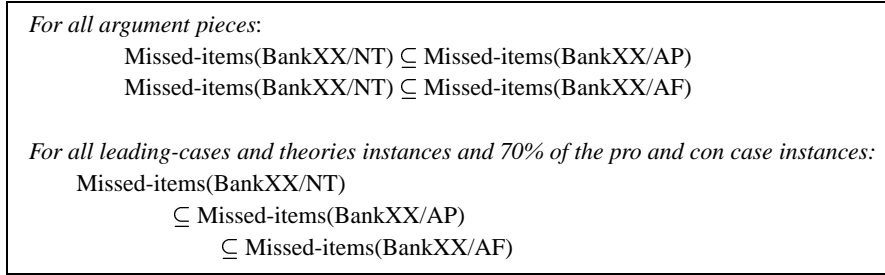 For all argument pieces:
Missed-items(BankXX/NT) ⊆ Missed-items(BankXX/AP)
Missed-items(BankXX/NT) ⊆ Missed-items(BankXX/AF)
For all leading-cases and theories instances and 70% of the pro and con case instances:
Missed-items(BankXX/NT)
⊆ Missed-items(BankXX/AP)
⊆ Missed-items(BankXX/AF)